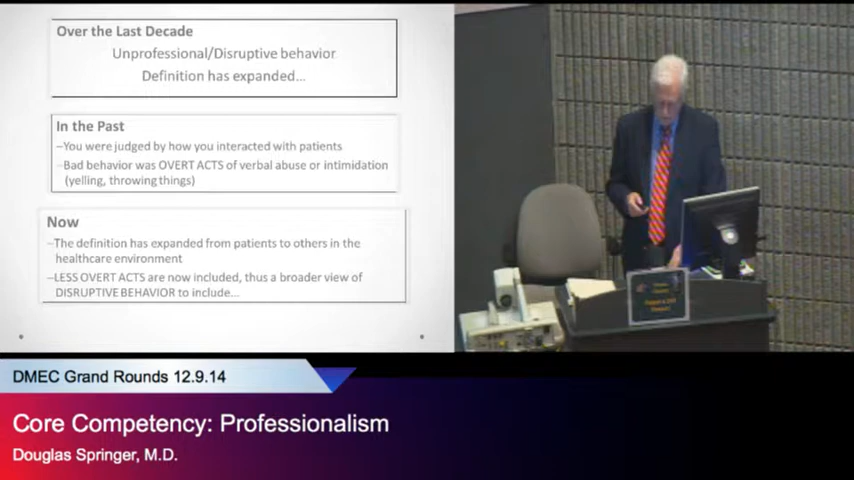 Over the Last Decade
Unprofessional/Disruptive behavior
Definition has expanded...
In the Past
–You were judged by how you interacted with patients
–Bad behavior was OVERT ACTS of verbal abuse or intimidation
(yelling, throwing things)
Now
–The definition has expanded from patients to others in the
healthcare environment
–LESS OVERT ACTS are now included, thus a broader view of
DISRUPTIVE BEHAVIOR to include...
DMEC Grand Rounds 12.9.14
Core Competency: Professionalism
Douglas Springer, M.D.